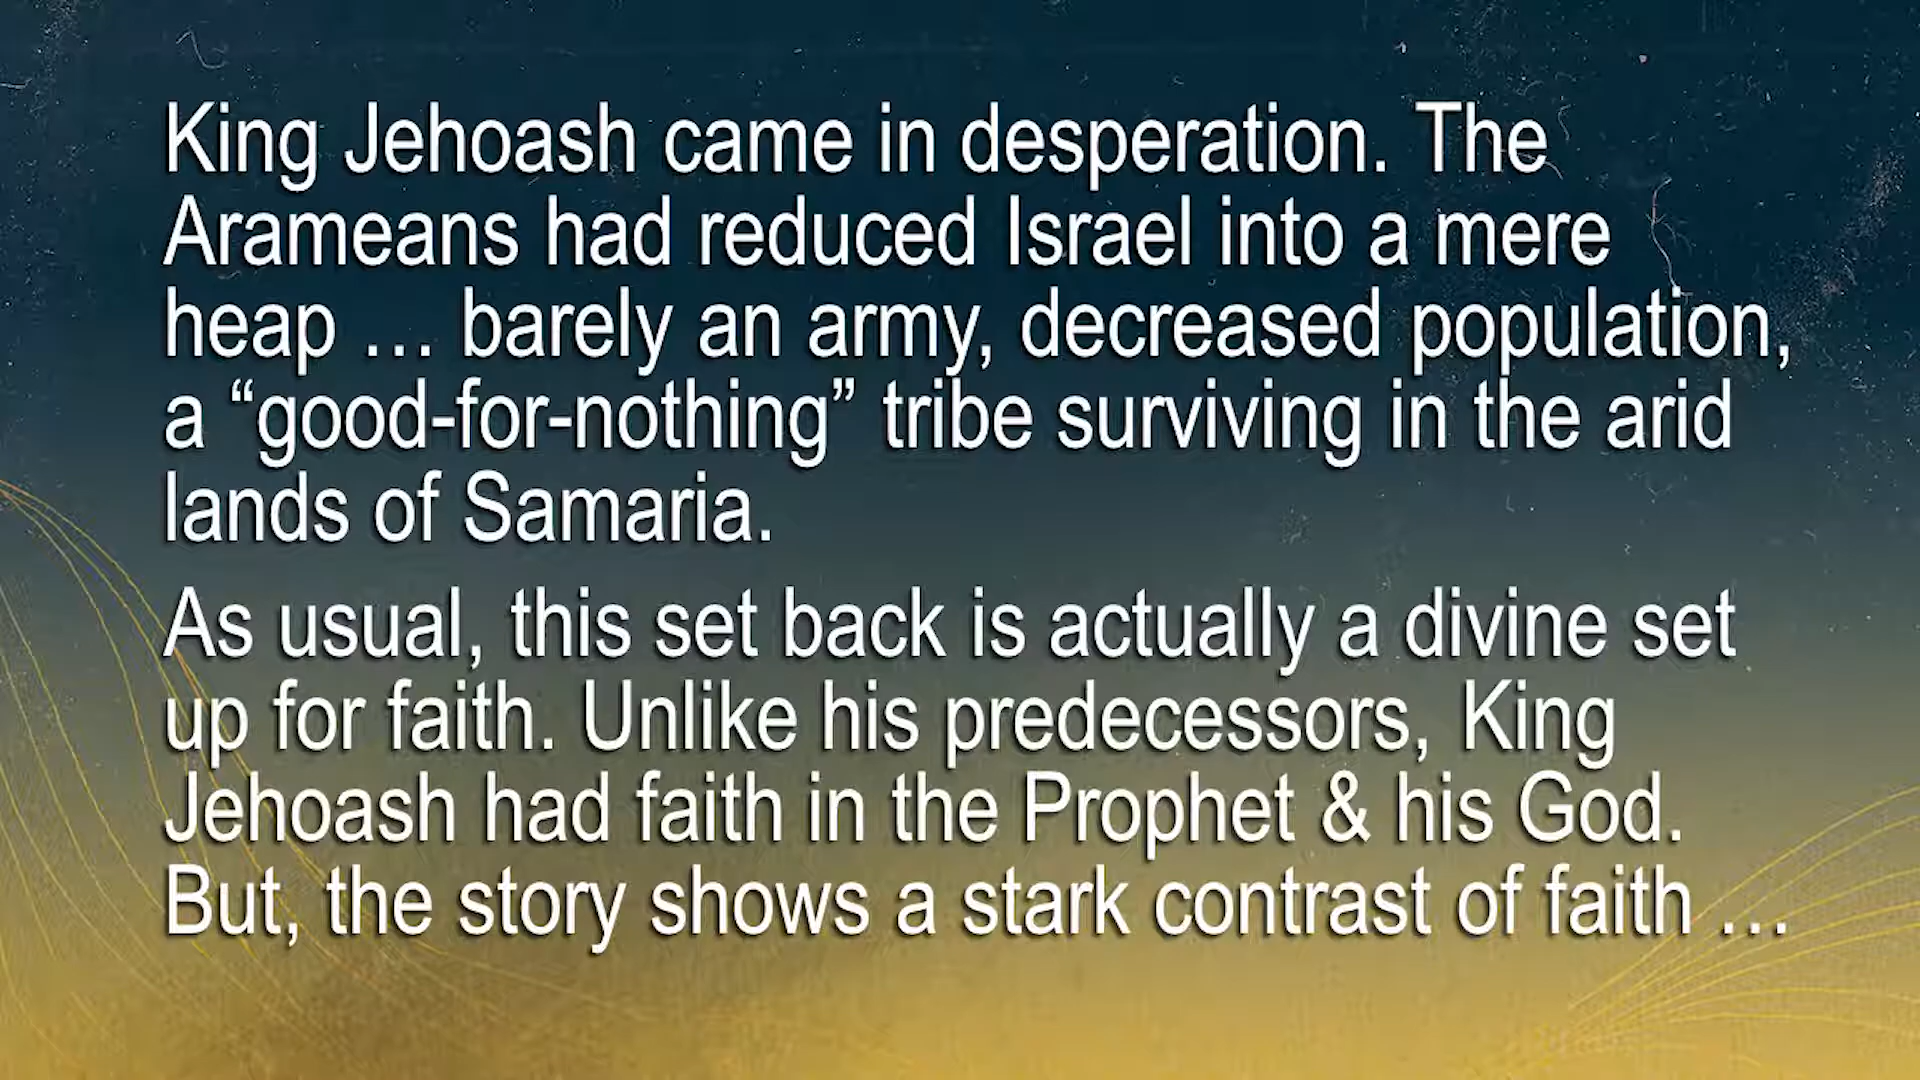 King Jehoash came in desperation. The
Arameans had reduced Israel into a mere
heap … barely an army, decreased population,
a “good-for-nothing” tribe surviving in the arid
lands of Samaria.
As usual, this set back is actually a divine set
up for faith. Unlike his predecessors, King
Jehoash had faith in the Prophet & his God.
But, the story shows a stark contrast of faith …